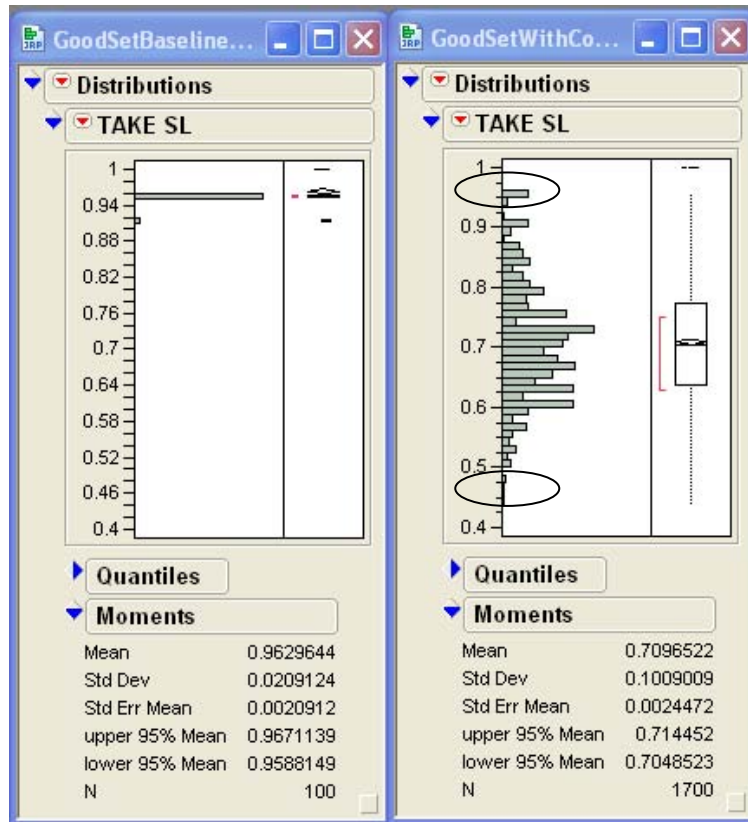 GoodSetBaseline...
Distributions
TAKE SL
1
0.94
0.88
0.82
0.76
0.7
0.64
0.58
0.52
0.46
0.4
Quantiles
Moments
Mean 0.9629644
Std Dev 0.0209124
Std Err Mean 0.0020912
upper 95% Mean 0.9671139
lower 95% Mean 0.9588149
N 100
GoodSetWithCo...
Distributions
TAKE SL
1
0.9
0.8
0.7
0.6
0.5
0.4
Quantiles
Moments
Mean 0.7096522
Std Dev 0.1009009
Std Err Mean 0.0024472
upper 95% Mean 0.714452
lower 95% Mean 0.7048523
N 1700